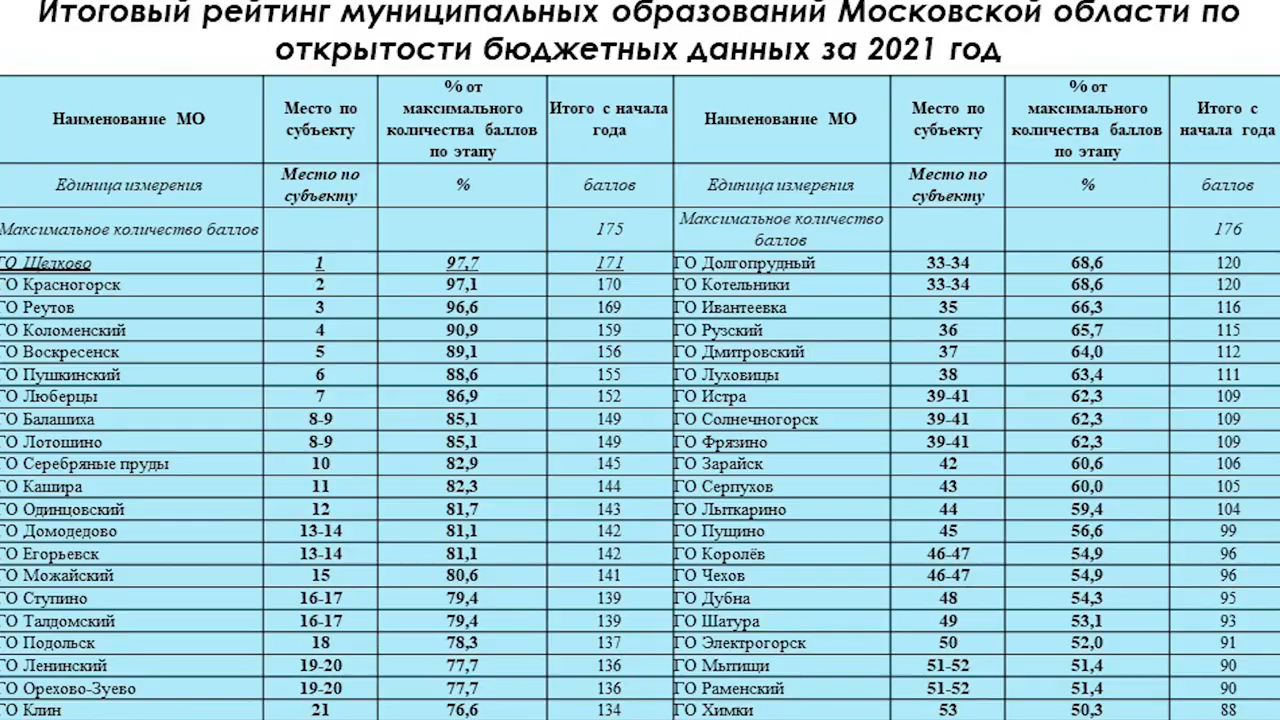 Итоговый рейтинг муниципальных образований Московской области по
открытости бюджетных данных за 2021 год
Наименование МО | Место по субъекту | % от максимального количества баллов по этапу | Итого с начала года | Наименование МО | Место по субъекту | % от максимального количества баллов по этапу | Итого с начала года
Единица измерения | Место по субъекту | % | баллов | Единица измерения | Место по субъекту | % | баллов
Максимальное количество баллов | 175 | Максимальное количество баллов | 176
ГО Щелково 1 97,7 171 ГО Долгопрудный 33-34 68,6 120
ГО Красногорск 2 97,1 170 ГО Котельники 33-34 68,6 120
ГО Реутов 3 96,6 169 ГО Ивантеевка 35 66,3 116
ГО Коломенский 4 90,9 159 ГО Рузский 36 65,7 115
ГО Воскресенск 5 89,1 156 ГО Дмитровский 37 64,0 112
ГО Пушкинский 6 88,6 155 ГО Луховицы 38 63,4 111
ГО Люберцы 7 86,9 152 ГО Истра 39-41 62,3 109
ГО Балашиха 8-9 85,1 149 ГО Солнечногорск 39-41 62,3 109
ГО Лотошино 8-9 85,1 149 ГО Фрязино 39-41 62,3 109
ГО Серебряные пруды 10 82,9 145 ГО Зарайск 42 60,6 106
ГО Кашира 11 82,3 144 ГО Серпухов 43 60,0 105
ГО Одинцовский 12 81,7 143 ГО Лыткарино 44 59,4 104
ГО Домодедово 13-14 81,1 142 ГО Пущино 45 56,6 99
ГО Егорьевск 13-14 81,1 142 ГО Королёв 46-47 54,9 96
ГО Можайский 15 80,6 141 ГО Чехов 46-47 54,9 96
ГО Ступино 16-17 79,4 139 ГО Дубна 48 54,3 95
ГО Талдомский 16-17 79,4 139 ГО Шатура 49 53,1 93
ГО Подольск 18 78,3 137 ГО Электрогорск 50 52,0 91
ГО Ленинский 19-20 77,7 136 ГО Мытищи 51-52 51,4 90
ГО Орехово-Зуево 19-20 77,7 136 ГО Раменский 51-52 51,4 90
ГО Клин 21 76,6 134 ГО Химки 53 50,3 88